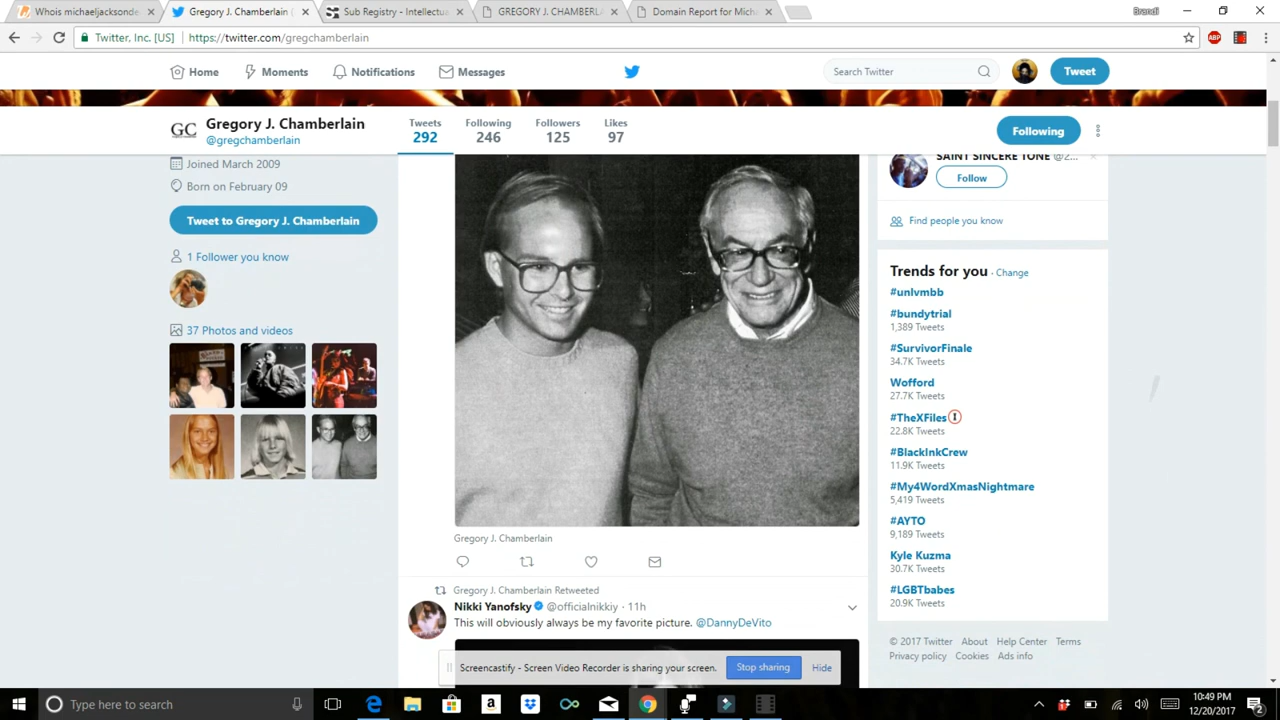 Whois michaeljacksonde
Gregory J. Chamberlain (
Sub Registry - Intellectua
GREGORY J. CHAMBERLA
Domain Report for Mich
Brandi
Twitter, Inc. [US]
https://twitter.com/gregchamberlain
ABP
Home
Moments
Notifications
Messages
Search Twitter
Tweet
GC
Gregory J. Chamberlain
@gregchamberlain
Tweets
292
Following
246
Followers
125
Likes
97
Following
Joined March 2009
Born on February 09
Tweet to Gregory J. Chamberlain
1 Follower you know
37 Photos and videos
Gregory J. Chamberlain
Gregory J. Chamberlain Retweeted
Nikki Yanofsky @officialnikkiy · 11h
This will obviously always be my favorite picture. @DannyDeVito
SAINT SINCERE TONE @2...
Follow
Find people you know
Trends for you · Change
#unlvmbb
#bundytrial
1,389 Tweets
#SurvivorFinale
34.7K Tweets
Wofford
27.7K Tweets
#TheXFiles
22.8K Tweets
#BlackInkCrew
11.9K Tweets
#My4WordXmasNightmare
5,419 Tweets
#AYTO
9,189 Tweets
Kyle Kuzma
30.7K Tweets
#LGBTbabes
20.9K Tweets
© 2017 Twitter About Help Center Terms
Privacy policy Cookies Ads info
Screencastify - Screen Video Recorder is sharing your screen.
Stop sharing
Hide
Type here to search
10:49 PM
12/20/2017
2